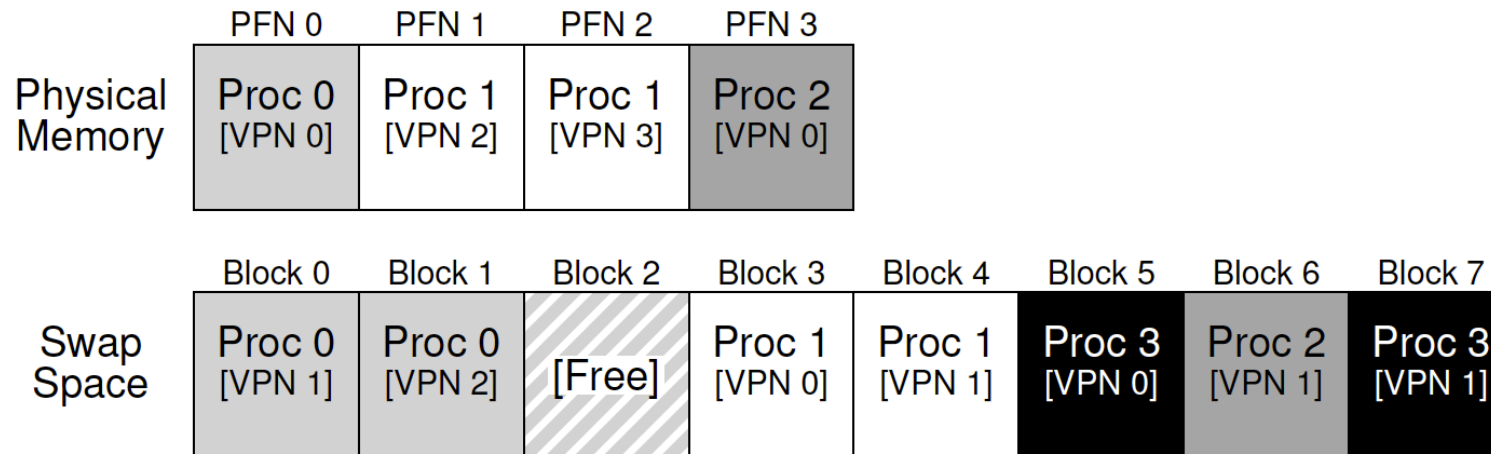 PFN 0 PFN 1 PFN 2 PFN 3
Physical Memory
Proc 0 [VPN 0]
Proc 1 [VPN 2]
Proc 1 [VPN 3]
Proc 2 [VPN 0]
Block 0 Block 1 Block 2 Block 3 Block 4 Block 5 Block 6 Block 7
Swap Space
Proc 0 [VPN 1]
Proc 0 [VPN 2]
[Free]
Proc 1 [VPN 0]
Proc 1 [VPN 1]
Proc 3 [VPN 0]
Proc 2 [VPN 1]
Proc 3 [VPN 1]